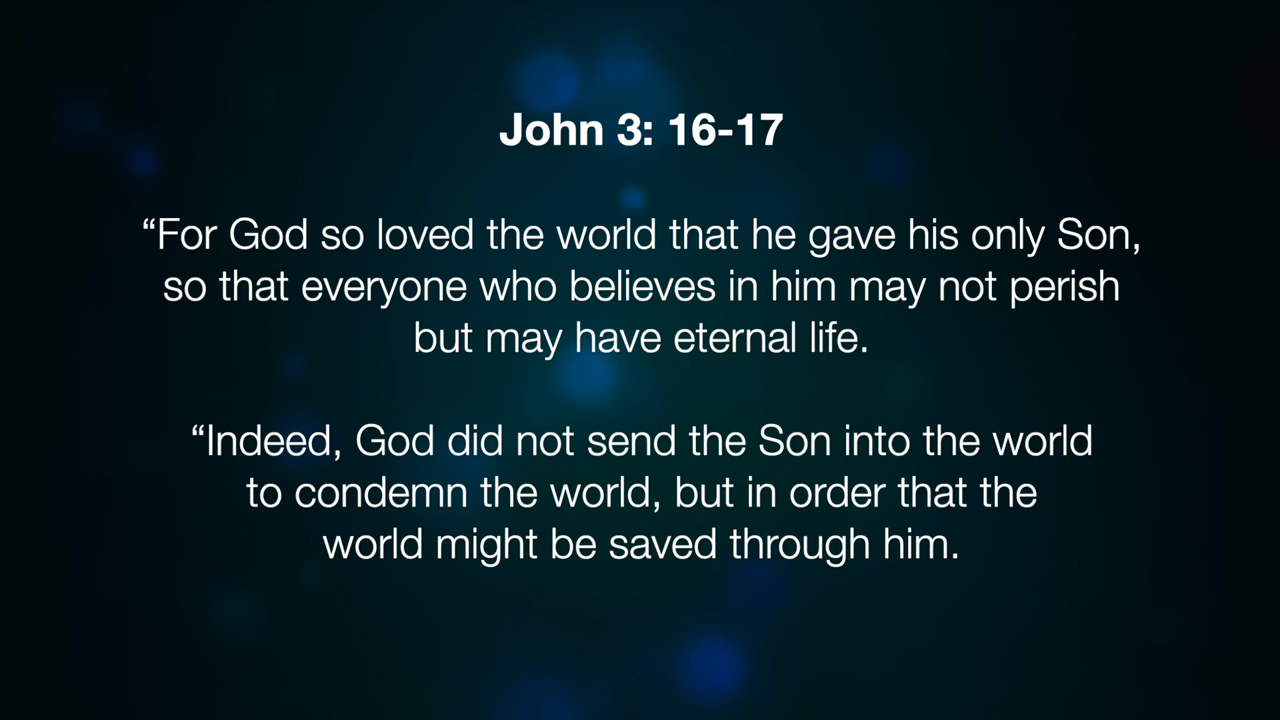 John 3: 16-17
“For God so loved the world that he gave his only Son,
so that everyone who believes in him may not perish
but may have eternal life.
“Indeed, God did not send the Son into the world
to condemn the world, but in order that the
world might be saved through him.